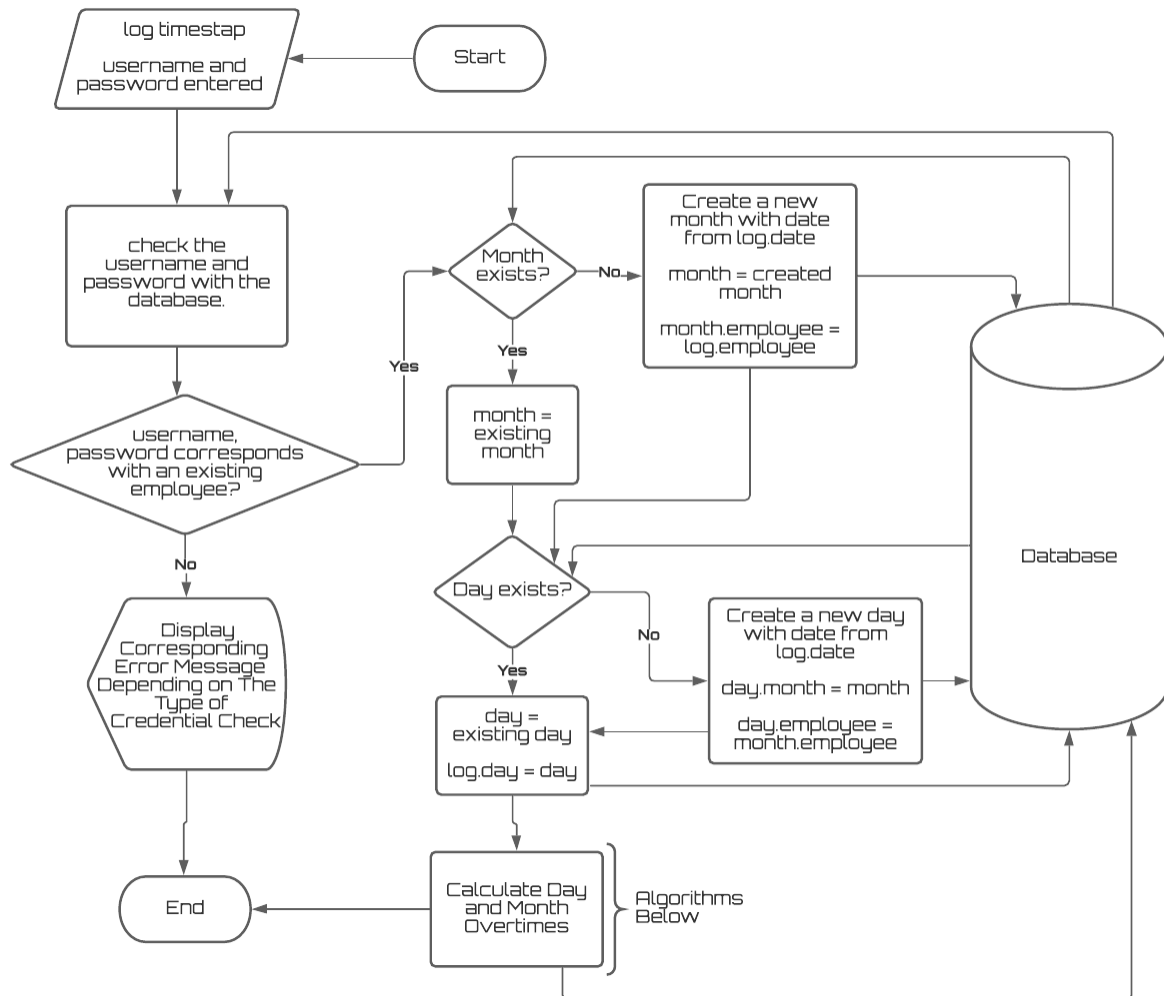 log timestap
username and
password entered
Start
check the
username and
password with the
database.
username,
password corresponds
with an existing
employee?
Yes
No
Display
Corresponding
Error Message
Depending on The
Type of
Credential Check
End
Month
exists?
No
Create a new
month with date
from log.date
month = created
month
month.employee =
log.employee
Yes
month =
existing
month
Day exists?
No
Create a new day
with date from
log.date
day.month = month
day.employee =
month.employee
Yes
day =
existing day
log.day = day
Calculate Day
and Month
Overtimes
Algorithms
Below
Database